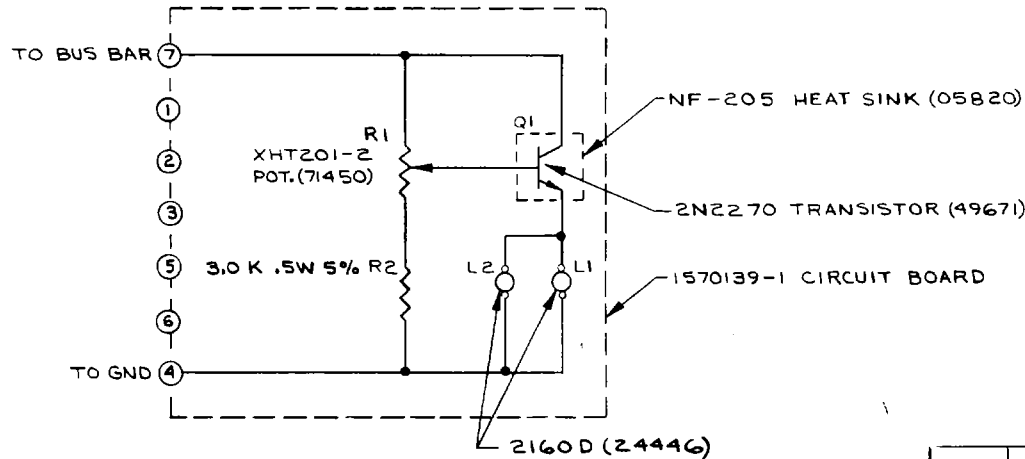 TO BUS BAR 7
1
2
3
5
6
TO GND 4
R1
XHT201-2
POT.(71450)
3.0 K .5W 5% R2
Q1
L2
L1
NF-205 HEAT SINK (05820)
2N2270 TRANSISTOR (49671)
1570139-1 CIRCUIT BOARD
2160D (24446)